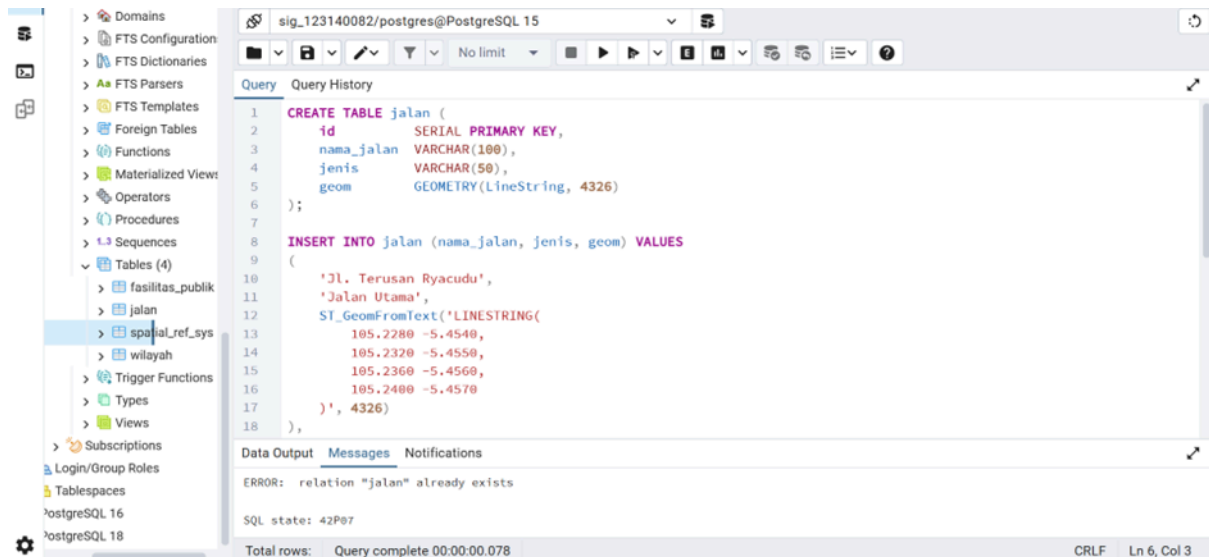 Domains
FTS Configuration
FTS Dictionaries
Aa FTS Parsers
FTS Templates
Foreign Tables
Functions
Materialized Views
Operators
Procedures
1..3 Sequences
Tables (4)
fasilitas_publik
jalan
spatial_ref_sys
wilayah
Trigger Functions
Types
Views
Subscriptions
Login/Group Roles
Tablespaces
PostgreSQL 16
PostgreSQL 18
sig_123140082/postgres@PostgreSQL 15
No limit
E
Query Query History
1 CREATE TABLE jalan (
2 id SERIAL PRIMARY KEY,
3 nama_jalan VARCHAR(100),
4 jenis VARCHAR(50),
5 geom GEOMETRY(LineString, 4326)
6 );
7
8 INSERT INTO jalan (nama_jalan, jenis, geom) VALUES
9 (
10 'Jl. Terusan Ryacudu',
11 'Jalan Utama',
12 ST_GeomFromText('LINESTRING(
13 105.2280 -5.4540,
14 105.2320 -5.4550,
15 105.2360 -5.4560,
16 105.2400 -5.4570
17 )', 4326)
18 ),
Data Output Messages Notifications
ERROR: relation "jalan" already exists
SQL state: 42P07
Total rows: Query complete 00:00:00.078 CRLF Ln 6, Col 3